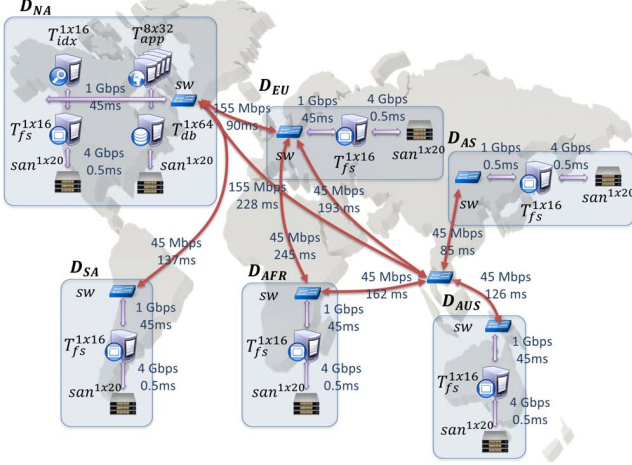 D_NA
T_idx^1x16
T_app^8x32
1 Gbps
45ms
sw
T_fs^1x16
T_db^1x64
4 Gbps
0.5ms
san^1x20
san^1x20
155 Mbps
90ms
D_EU
1 Gbps
45ms
4 Gbps
0.5ms
sw
T_fs^1x16
san^1x20
D_AS
1 Gbps
0.5ms
4 Gbps
0.5ms
sw
T_fs^1x16
san^1x20
155 Mbps
228 ms
45 Mbps
193 ms
45 Mbps
245 ms
45 Mbps
85 ms
45 Mbps
137ms
45 Mbps
162 ms
45 Mbps
126 ms
D_SA
sw
1 Gbps
45ms
T_fs^1x16
4 Gbps
0.5ms
san^1x20
D_AFR
sw
1 Gbps
45ms
T_fs^1x16
4 Gbps
0.5ms
san^1x20
D_AUS
sw
1 Gbps
45ms
T_fs^1x16
4 Gbps
0.5ms
san^1x20